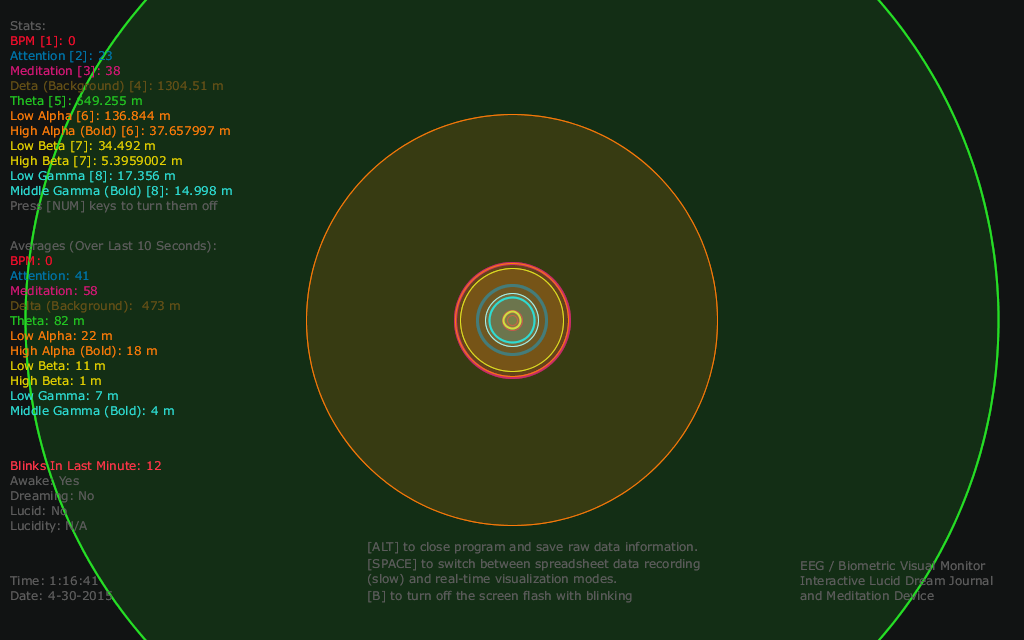 Stats:
BPM [1]: 0
Attention [2]: 23
Meditation [3]: 38
Deta (Background) [4]: 1304.51 m
Theta [5]: 649.255 m
Low Alpha [6]: 136.844 m
High Alpha (Bold) [6]: 37.657997 m
Low Beta [7]: 34.492 m
High Beta [7]: 5.3959002 m
Low Gamma [8]: 17.356 m
Middle Gamma (Bold) [8]: 14.998 m
Press [NUM] keys to turn them off
Averages (Over Last 10 Seconds):
BPM: 0
Attention: 41
Meditation: 58
Delta (Background):  473 m
Theta: 82 m
Low Alpha: 22 m
High Alpha (Bold): 18 m
Low Beta: 11 m
High Beta: 1 m
Low Gamma: 7 m
Middle Gamma (Bold): 4 m
Blinks In Last Minute: 12
Awake: Yes
Dreaming: No
Lucid: No
Lucidity: N/A
Time: 1:16:41
Date: 4-30-2015
[ALT] to close program and save raw data information.
[SPACE] to switch between spreadsheet data recording
(slow) and real-time visualization modes.
[B] to turn off the screen flash with blinking
EEG / Biometric Visual Monitor
Interactive Lucid Dream Journal
and Meditation Device